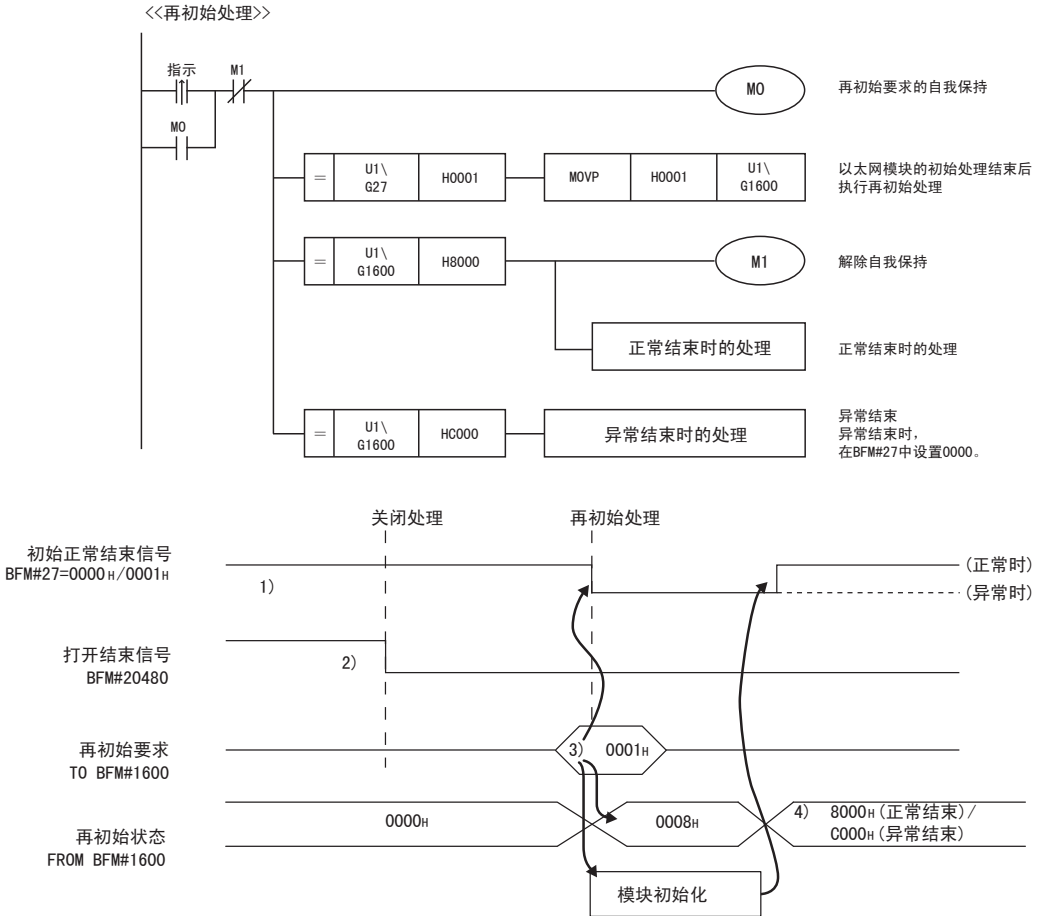 <<再初始处理>>
指示
M1
M0
再初始要求的自我保持
M0
=
U1\
G27
H0001
MOVP
H0001
U1\
G1600
以太网模块的初始处理结束后
执行再初始处理
=
U1\
G1600
H8000
M1
解除自我保持
正常结束时的处理
正常结束时的处理
=
U1\
G1600
HC000
异常结束时的处理
异常结束
异常结束时，
在BFM#27中设置0000。
关闭处理
再初始处理
初始正常结束信号
BFM#27=0000H/0001H
1)
(正常时)
(异常时)
打开结束信号
BFM#20480
2)
再初始要求
TO BFM#1600
3) 0001H
再初始状态
FROM BFM#1600
0000H
0008H
4) 8000H(正常结束)/
C000H(异常结束)
模块初始化